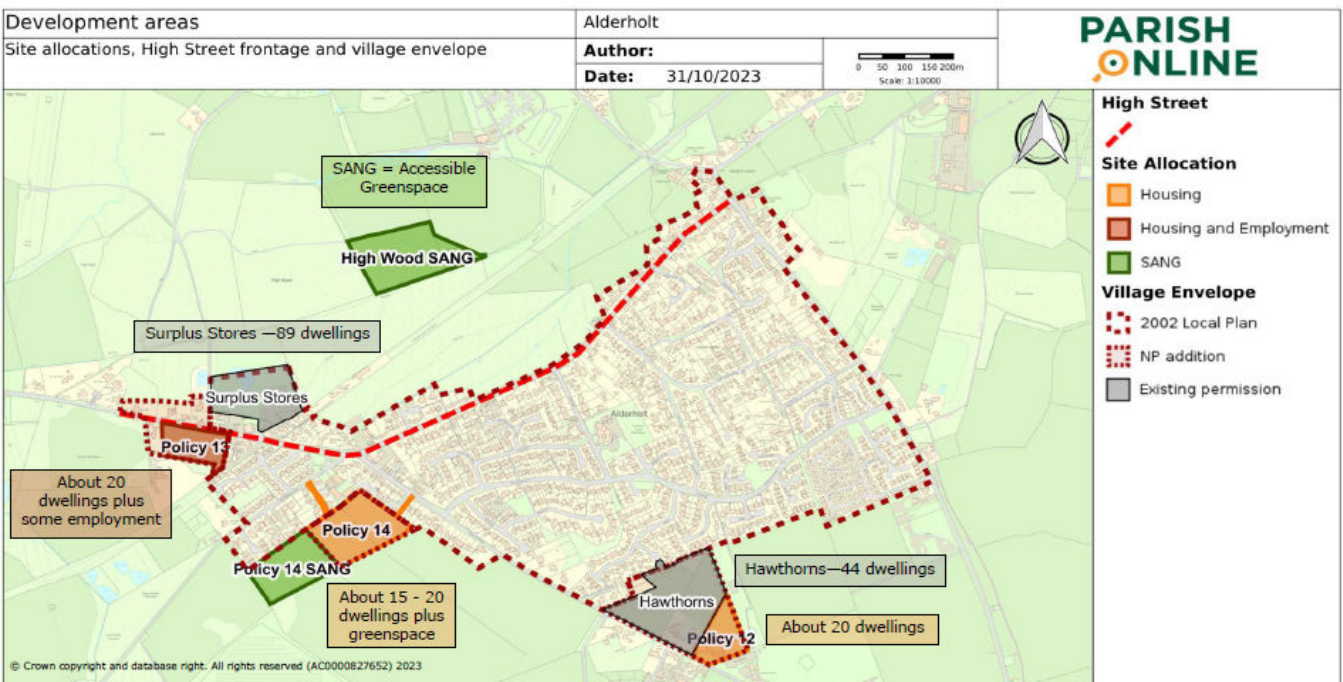 Development areas
Site allocations, High Street frontage and village envelope
Alderholt
Author:
Date: 31/10/2023
0 50 100 150 200m
Scale: 1:10000
PARISH
ONLINE
SANG = Accessible
Greenspace
High Wood SANG
Surplus Stores —89 dwellings
Surplus Stores
Policy 13
About 20
dwellings plus
some employment
Alderholt
Policy 14
Policy 14 SANG
About 15 - 20
dwellings plus
greenspace
Hawthorns—44 dwellings
Hawthorns
Policy 12
About 20 dwellings
© Crown copyright and database right. All rights reserved (AC0000827652) 2023
High Street
Site Allocation
Housing
Housing and Employment
SANG
Village Envelope
2002 Local Plan
NP addition
Existing permission